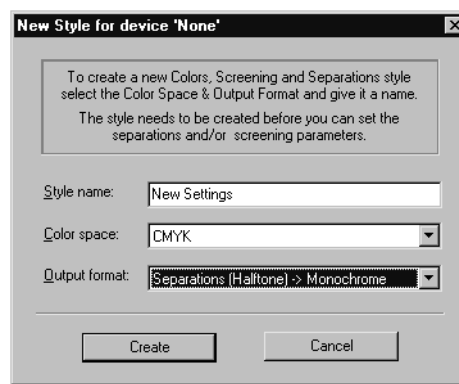 New Style for device 'None'
To create a new Colors, Screening and Separations style
select the Color Space & Output Format and give it a name.
The style needs to be created before you can set the
separations and/or screening parameters.
Style name: New Settings
Color space: CMYK
Output format: Separations (Halftone) -> Monochrome
Create Cancel